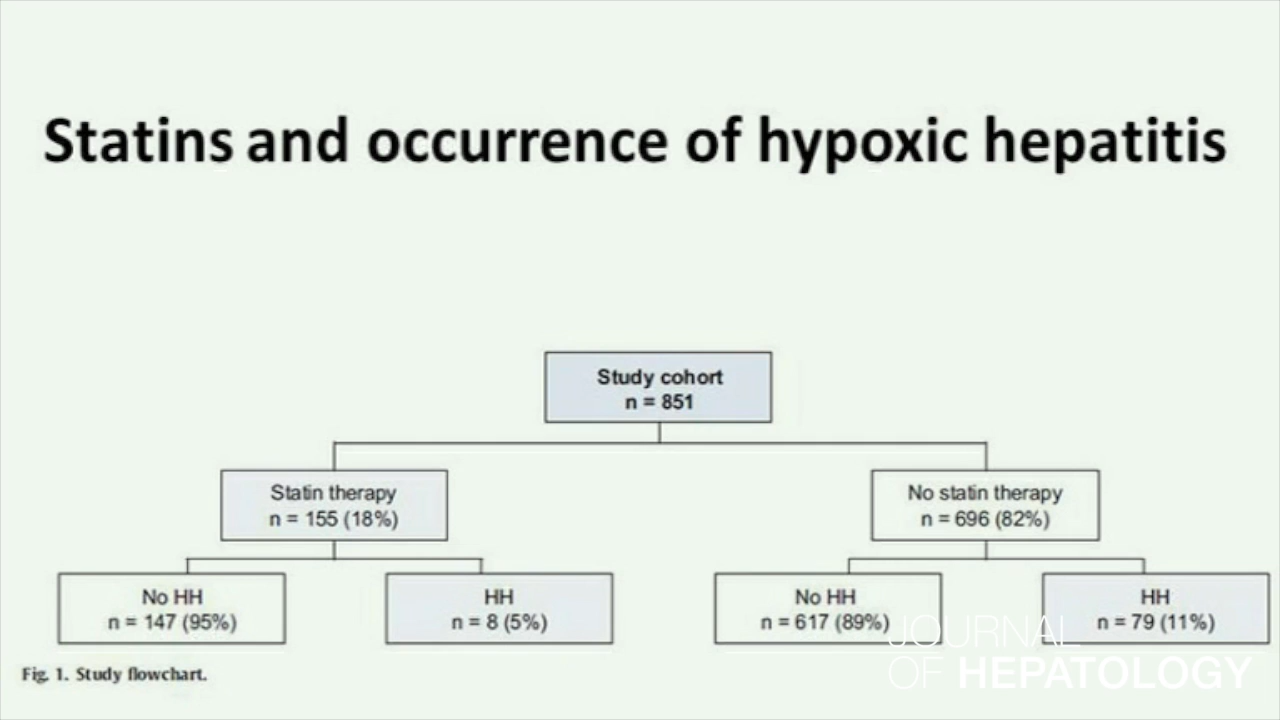 Statins and occurrence of hypoxic hepatitis
Study cohort
n = 851
Statin therapy
n = 155 (18%)
No statin therapy
n = 696 (82%)
No HH
n = 147 (95%)
HH
n = 8 (5%)
No HH
n = 617 (89%)
HH
n = 79 (11%)
Fig. 1. Study flowchart.
JOURNAL
OF HEPATOLOGY